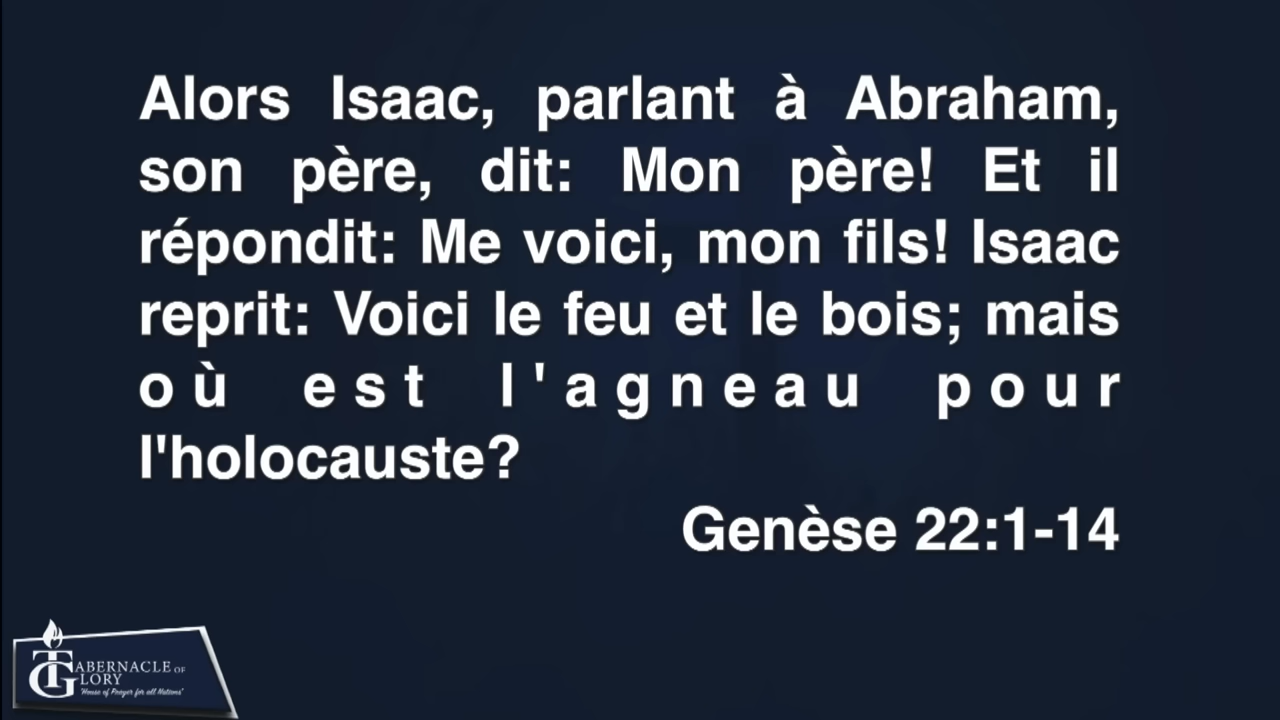 Alors Isaac, parlant à Abraham,
son père, dit: Mon père! Et il
répondit: Me voici, mon fils! Isaac
reprit: Voici le feu et le bois; mais
où est l'agneau pour
l'holocauste?
Genèse 22:1-14
TABERNACLE OF
GLORY
"House of Prayer for all Nations"